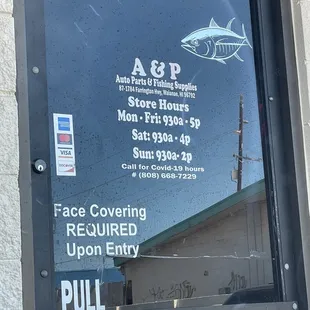 A & P
Auto Parts & Fishing Supplies
87-1784 Farrington Hwy, Waianae, HI 96792
Store Hours
Mon - Fri: 930a - 5p
Sat: 930a - 4p
Sun: 930a - 2p
Call for Covid-19 hours
# (808) 668-7229
VISA
Face Covering
REQUIRED
Upon Entry
PULL